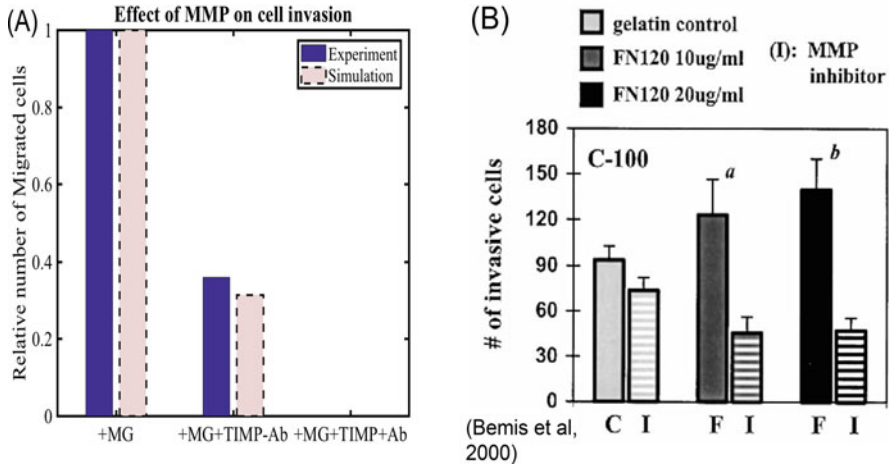 (A)
Effect of MMP on cell invasion
Relative number of Migrated cells
1
0.8
0.6
0.4
0.2
0
Experiment
Simulation
+MG
+MG+TIMP-Ab
+MG+TIMP+Ab
(B)
gelatin control
FN120 10ug/ml
FN120 20ug/ml
(I): MMP
inhibitor
# of invasive cells
180
150
120
90
60
30
0
C-100
a
b
C I F I F I
(Bemis et al,
2000)